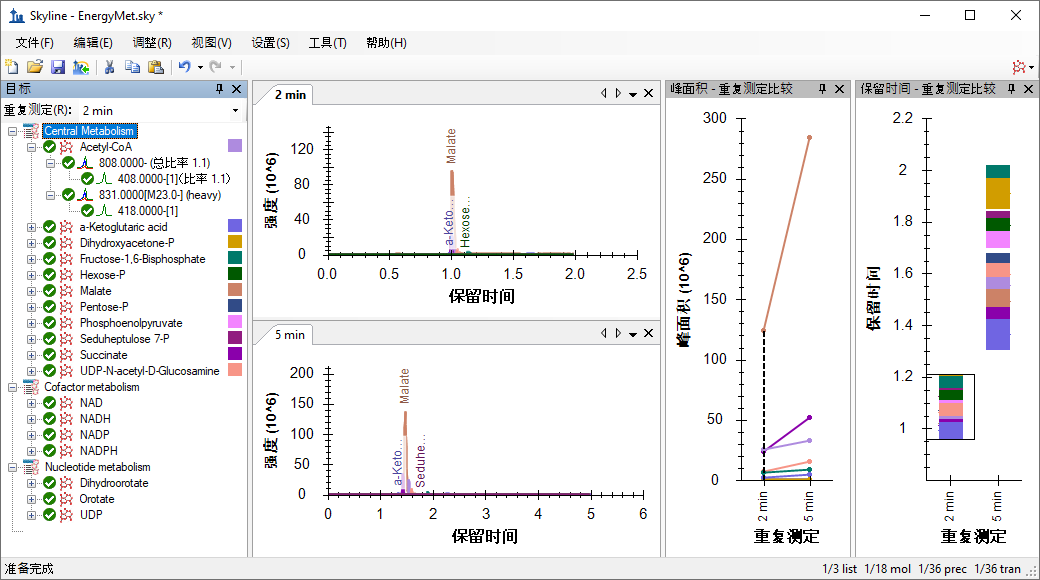 Skyline - EnergyMet.sky *
文件(F) 编辑(E) 调整(R) 视图(V) 设置(S) 工具(T) 帮助(H)
目标
重复测定(R): 2 min
Central Metabolism
Acetyl-CoA
808.0000- (总比率 1.1)
408.0000-[1](比率 1.1)
831.0000[M23.0-] (heavy)
418.0000-[1]
a-Ketoglutaric acid
Dihydroxyacetone-P
Fructose-1,6-Bisphosphate
Hexose-P
Malate
Pentose-P
Phosphoenolpyruvate
Seduheptulose 7-P
Succinate
UDP-N-acetyl-D-Glucosamine
Cofactor metabolism
NAD
NADH
NADP
NADPH
Nucleotide metabolism
Dihydroorotate
Orotate
UDP
2 min
强度 (10^6)
120
80
40
0
Malate
a-Keto...
Hexose...
0.0 0.5 1.0 1.5 2.0 2.5
保留时间
5 min
强度 (10^6)
200
150
100
50
0
Malate
a-Keto...
Seduhe...
0 1 2 3 4 5 6
保留时间
峰面积 - 重复测定比较
峰面积 (10^6)
300
250
200
150
100
50
0
2 min
5 min
重复测定
保留时间 - 重复测定比较
保留时间
2.2
2
1.8
1.6
1.4
1.2
1
2 min
5 min
重复测定
准备完成
1/3 list 1/18 mol 1/36 prec 1/36 tran